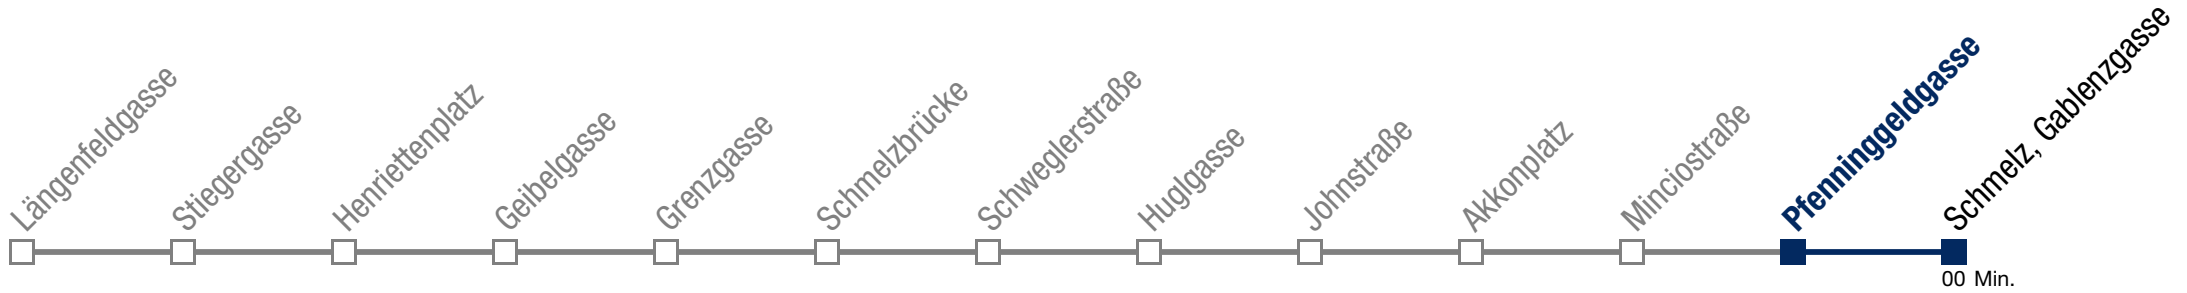 Längenfeldgasse
Stiegergasse
Henriettenplatz
Geibelgasse
Grenzgasse
Schmelzbrücke
Schweglerstraße
Huglgasse
Johnstraße
Akkonplatz
Minciostraße
Pfenninggeldgasse
Schmelz, Gablenzgasse
00 Min.